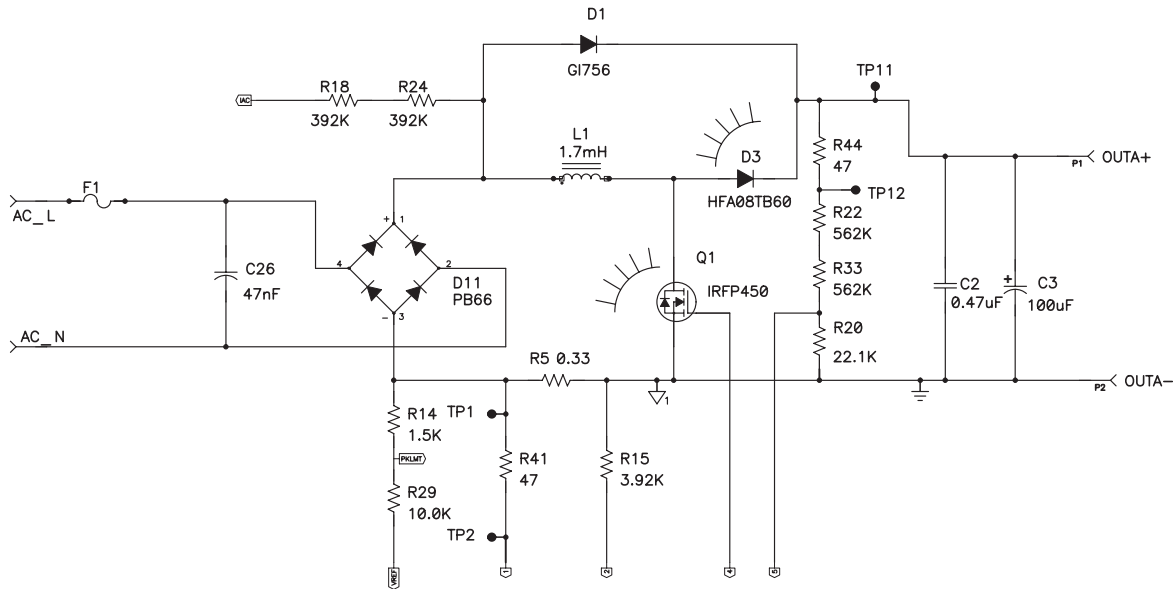 D1
GI756
TP11
IAC
R18
392K
R24
392K
L1
1.7mH
D3
HFA08TB60
R44
47
P1
OUTA+
TP12
F1
AC_L
R22
562K
C26
47nF
+
1
4
2
D11
PB66
-
3
Q1
IRFP450
R33
562K
C2
0.47uF
+
C3
100uF
AC_N
R20
22.1K
R5 0.33
1
P2
OUTA-
R14
1.5K
TP1
PKLMT
R41
47
R15
3.92K
R29
10.0K
TP2
VREF
1
2
4
5